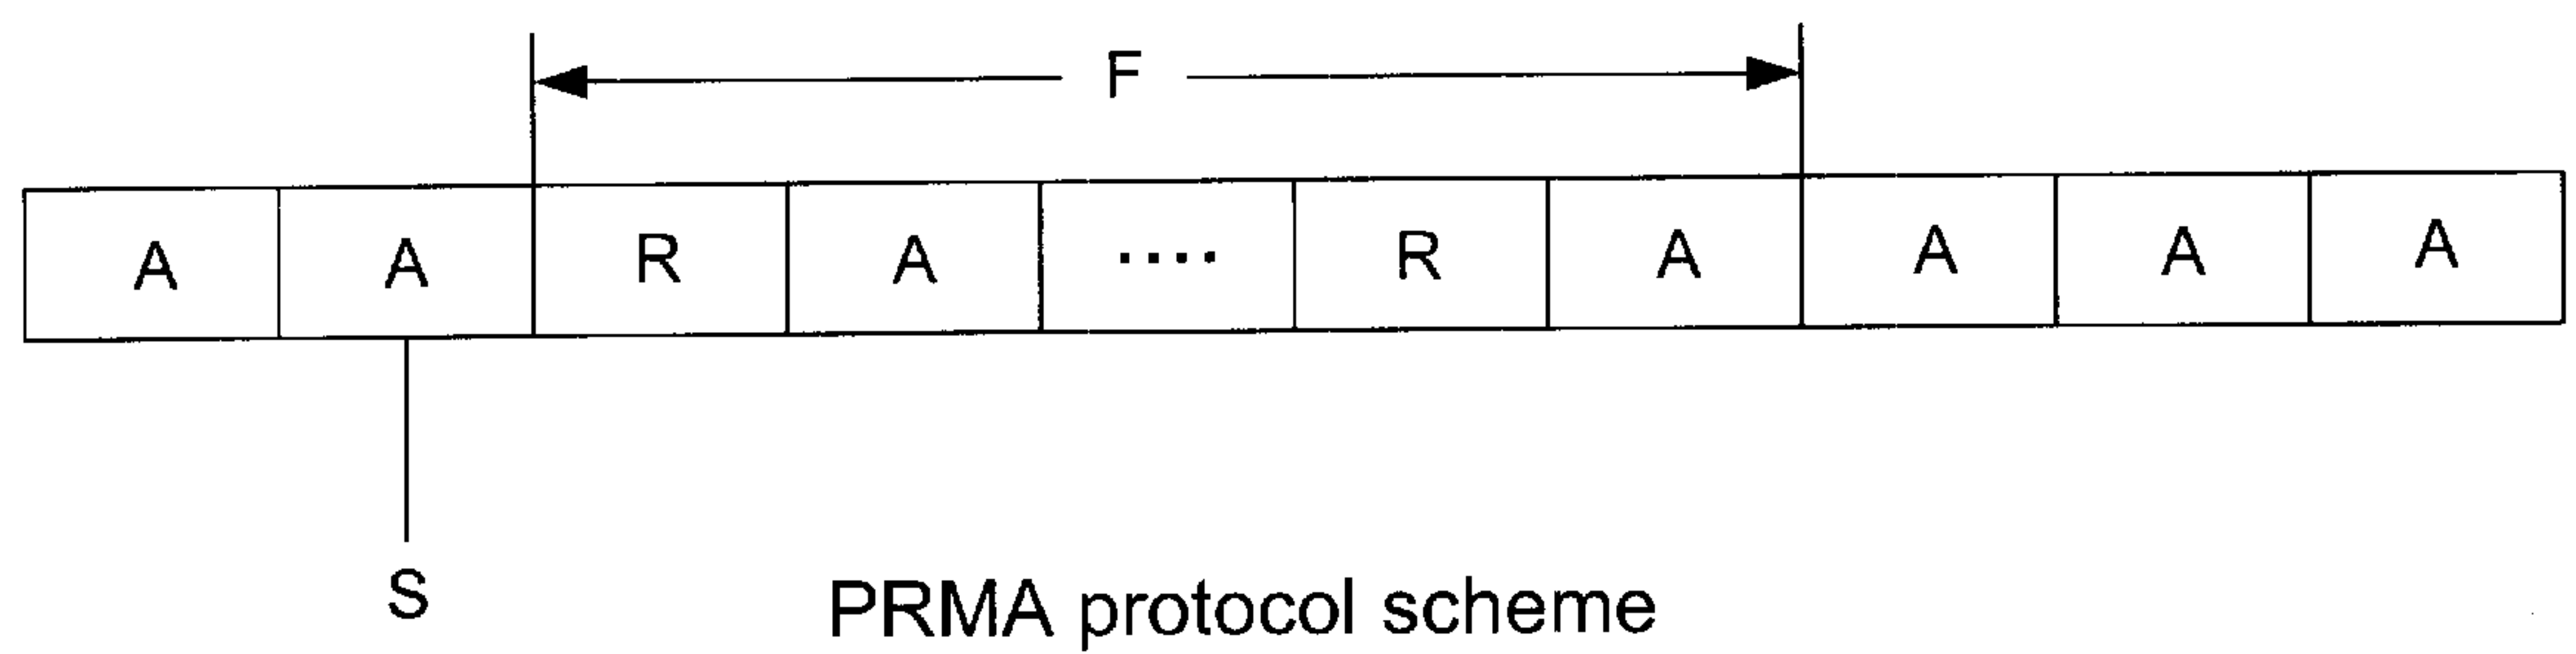 F
A A R A .... R A A A A
S
PRMA protocol scheme